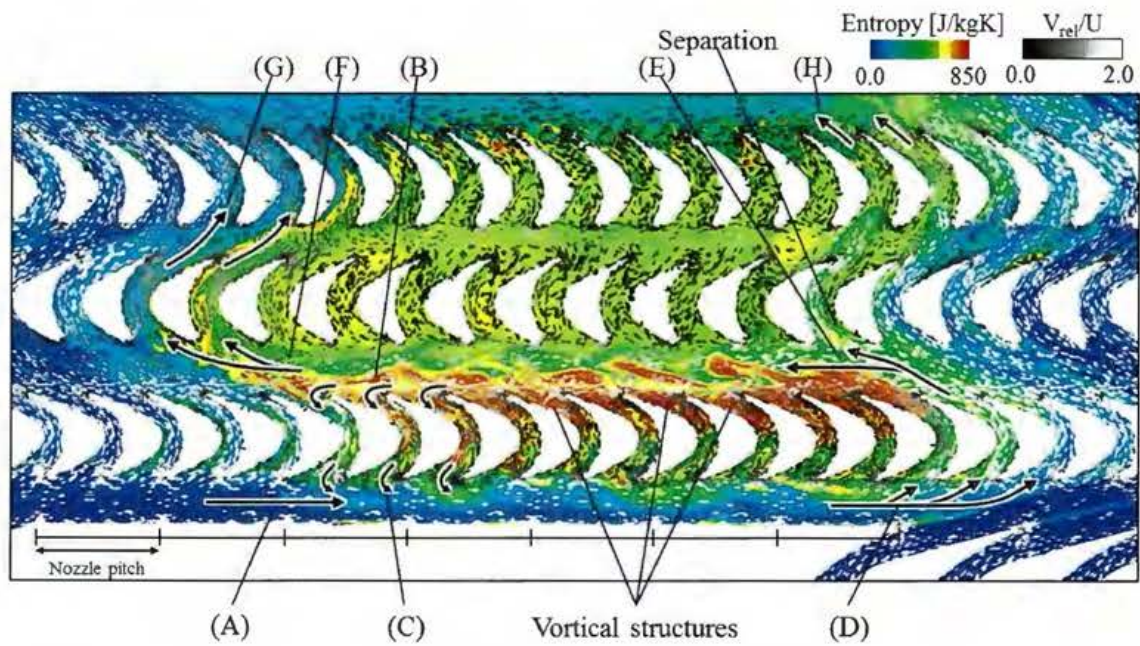 Entropy [J/kgK]
V_rel/U
0.0
850
0.0
2.0
Separation
(G)
(F)
(B)
(E)
(H)
Nozzle pitch
(A)
(C)
Vortical structures
(D)